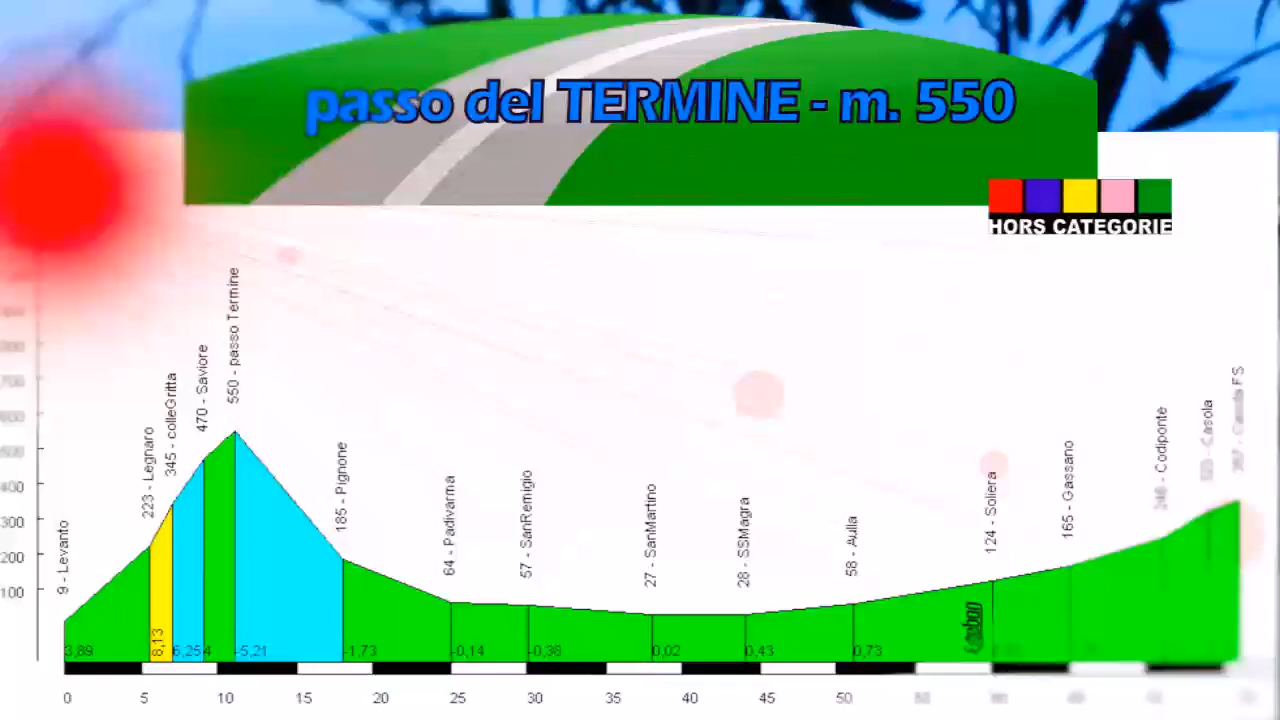 passo del TERMINE - m. 550
HORS CATEGORIE
9 - Levanto
223 - Legnaro
345 - colleGritta
470 - Saviore
550 - passo Termine
185 - Pignone
64 - Padivarma
57 - SanRemigio
27 - SanMartino
28 - SSMagra
58 - Aulla
124 - Soliera
165 - Gassano
Codiponte
Casola
700
600
500
400
300
200
100
3,89
8,13
6,25
4
-5,21
-1,73
-0,14
-0,38
0,02
0,43
0,73
0 5 10 15 20 25 30 35 40 45 50